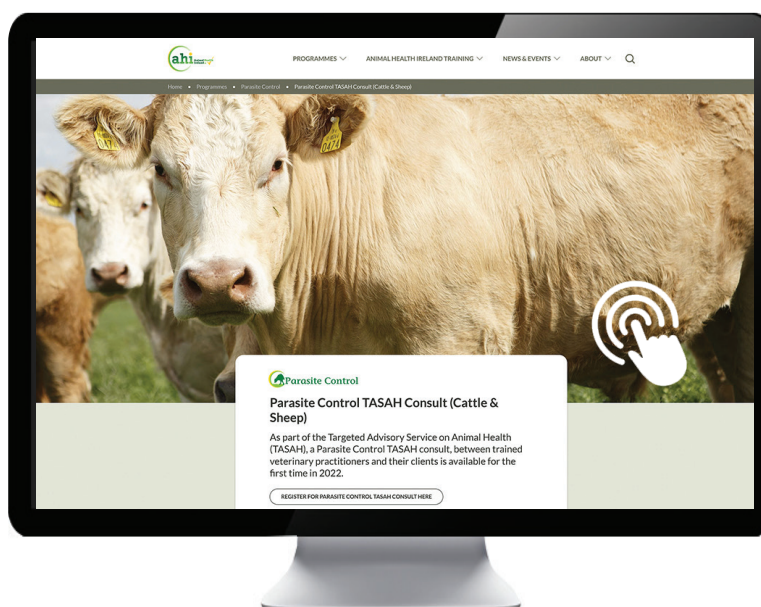 ahi
PROGRAMMES
ANIMAL HEALTH IRELAND TRAINING
NEWS & EVENTS
ABOUT
Home • Programmes • Parasite Control • Parasite Control TASAH Consult (Cattle & Sheep)
0474
0474
Parasite Control
Parasite Control TASAH Consult (Cattle &
Sheep)
As part of the Targeted Advisory Service on Animal Health
(TASAH), a Parasite Control TASAH consult, between trained
veterinary practitioners and their clients is available for the
first time in 2022.
REGISTER FOR PARASITE CONTROL TASAH CONSULT HERE